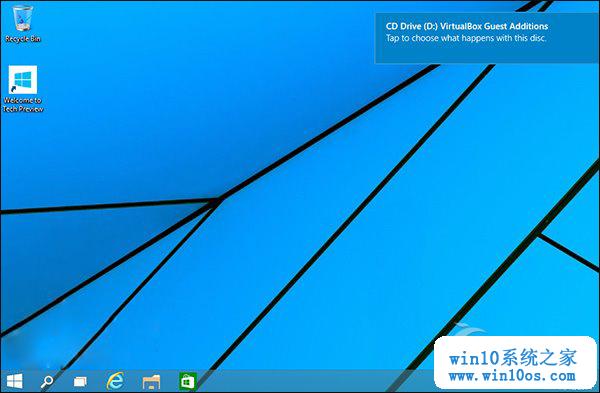 CD Drive (D:) VirtualBox Guest Additions
Tap to choose what happens with this disc.
Recycle Bin
Welcome to
Tech Preview
win10系统之家
www.win10os.com